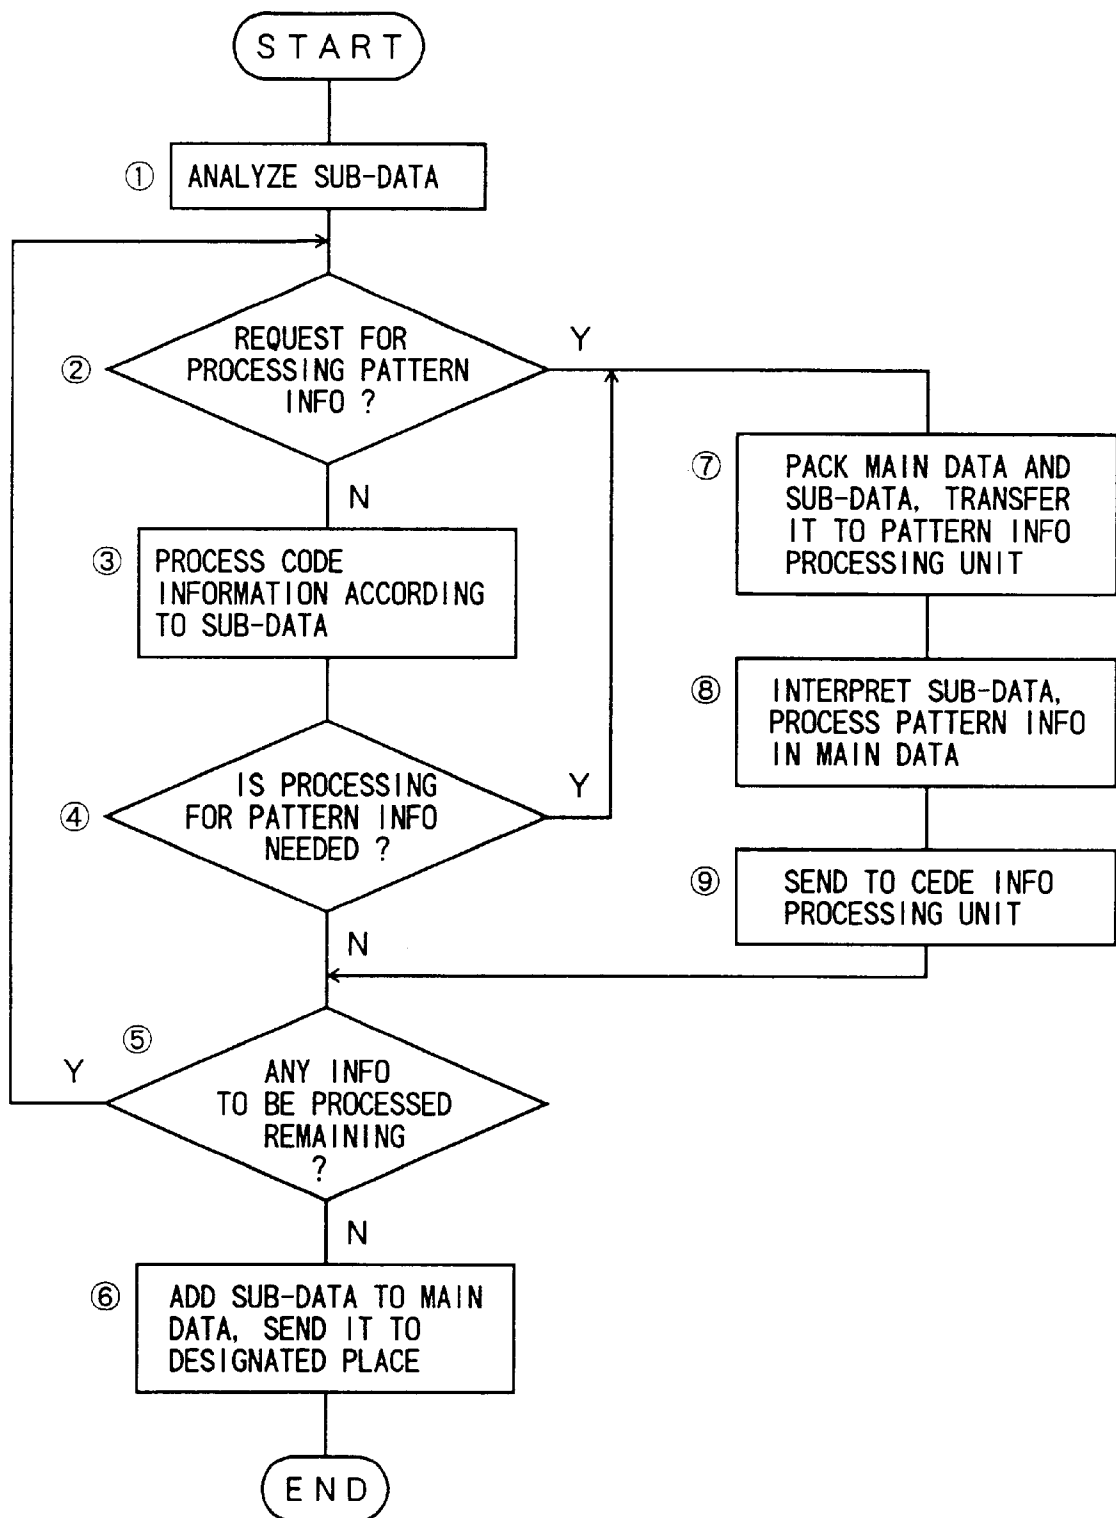 START
① ANALYZE SUB-DATA
② REQUEST FOR
PROCESSING PATTERN
INFO ?
Y
N
③ PROCESS CODE
INFORMATION ACCORDING
TO SUB-DATA
④ IS PROCESSING
FOR PATTERN INFO
NEEDED ?
Y
N
⑤ ANY INFO
TO BE PROCESSED
REMAINING
?
Y
N
⑥ ADD SUB-DATA TO MAIN
DATA, SEND IT TO
DESIGNATED PLACE
END
⑦ PACK MAIN DATA AND
SUB-DATA, TRANSFER
IT TO PATTERN INFO
PROCESSING UNIT
⑧ INTERPRET SUB-DATA,
PROCESS PATTERN INFO
IN MAIN DATA
⑨ SEND TO CEDE INFO
PROCESSING UNIT